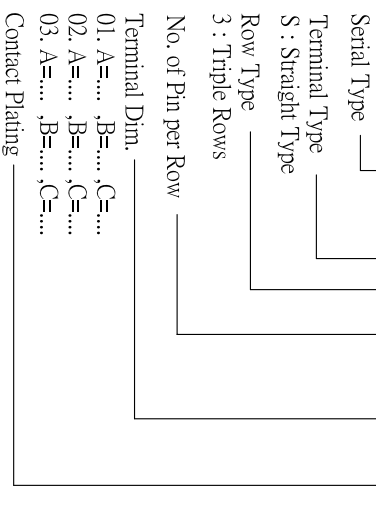 Serial Type
Terminal Type
S : Straight Type
Row Type
3 : Triple Rows
No. of Pin per Row
Terminal Dim.
01. A=.... ,B=.... ,C=....
02. A=.... ,B=.... ,C=....
03. A=.... ,B=.... ,C=....
Contact Plating